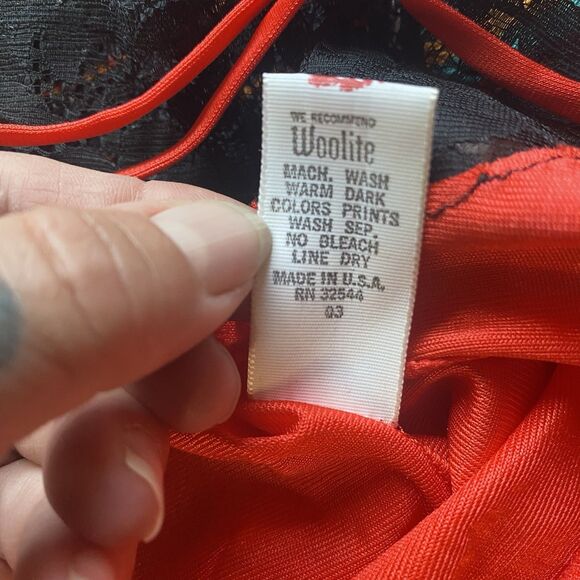 WE RECOMMEND
Woolite
MACH. WASH
WARM DARK
COLORS PRINTS
WASH SEP.
NO BLEACH
LINE DRY
MADE IN U.S.A.
RN 32544
03